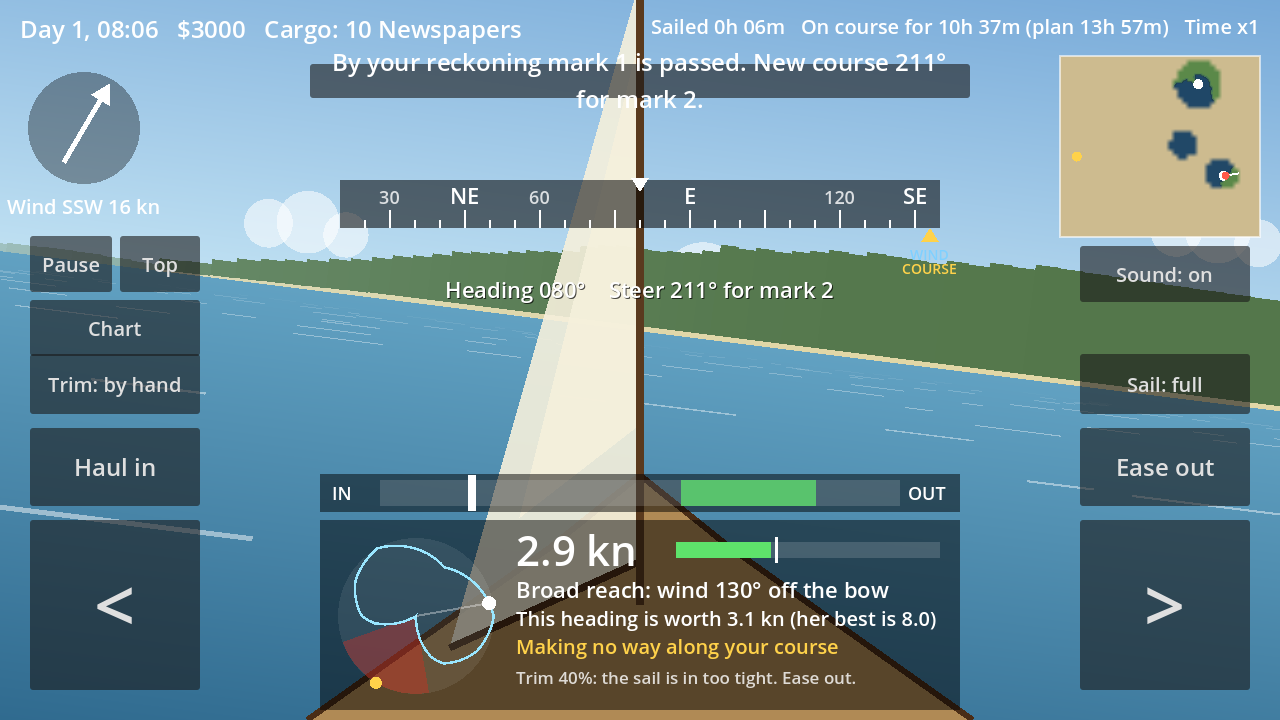 Day 1, 08:06 $3000 Cargo: 10 Newspapers
Sailed 0h 06m On course for 10h 37m (plan 13h 57m) Time x1
By your reckoning mark 1 is passed. New course 211°
for mark 2.
Wind SSW 16 kn
30 NE 60 E 120 SE
WIND
COURSE
Heading 080° Steer 211° for mark 2
Pause Top
Sound: on
Chart
Trim: by hand
Sail: full
Haul in
Ease out
IN OUT
2.9 kn
Broad reach: wind 130° off the bow
This heading is worth 3.1 kn (her best is 8.0)
Making no way along your course
Trim 40%: the sail is in too tight. Ease out.
< >